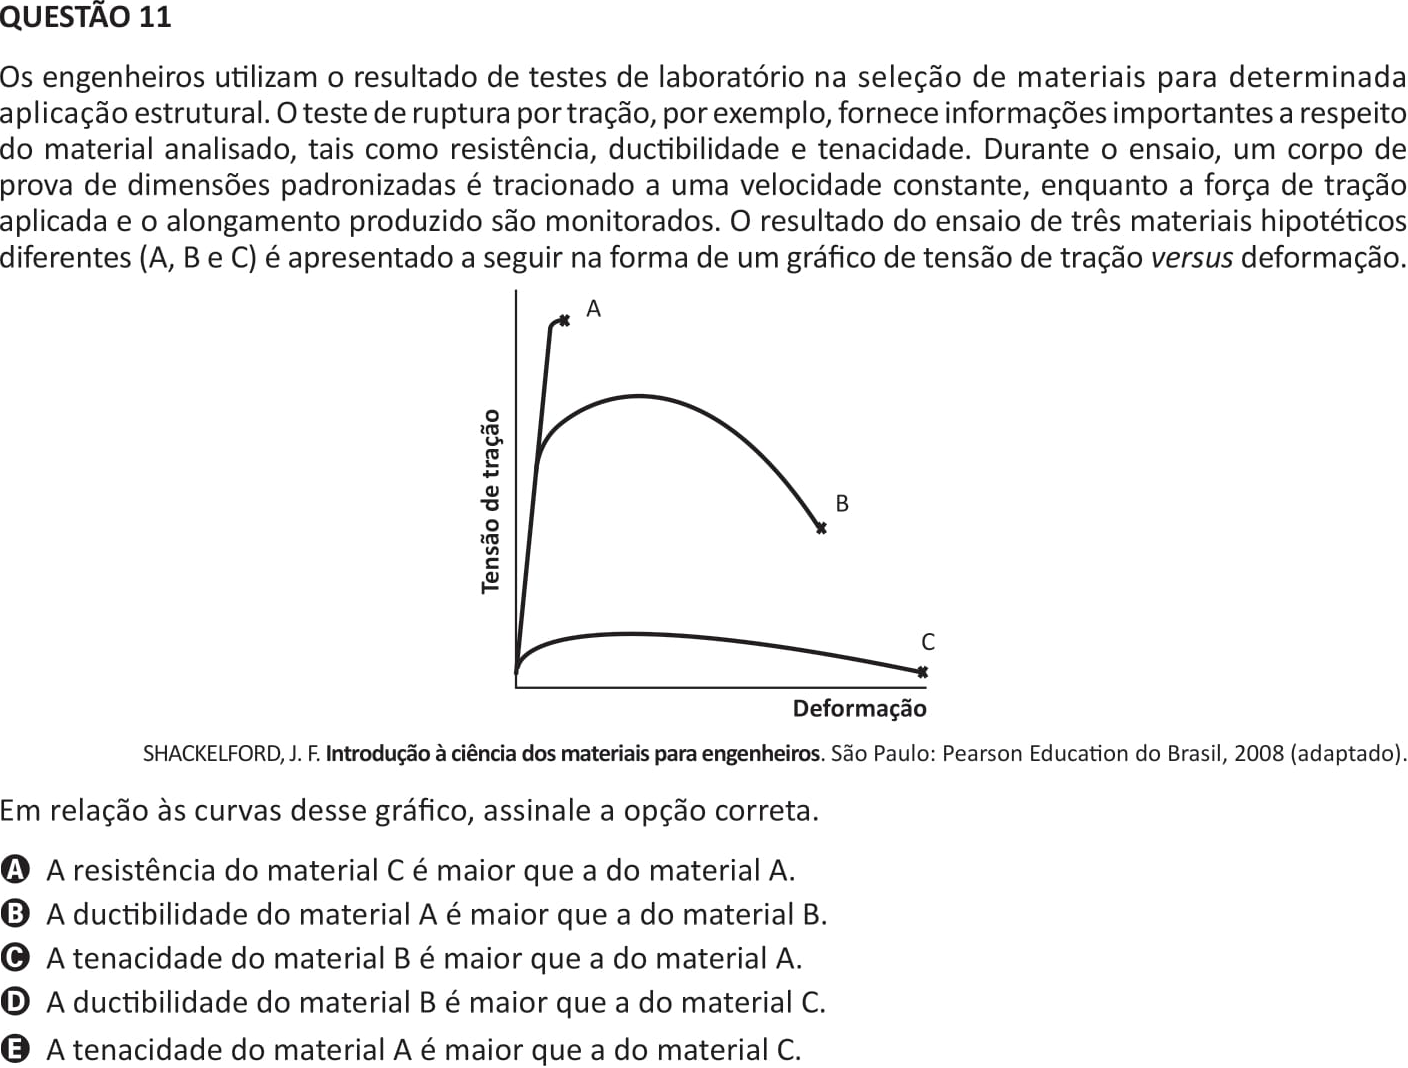 QUESTÃO 11
Os engenheiros utilizam o resultado de testes de laboratório na seleção de materiais para determinada
aplicação estrutural. O teste de ruptura por tração, por exemplo, fornece informações importantes a respeito
do material analisado, tais como resistência, ductibilidade e tenacidade. Durante o ensaio, um corpo de
prova de dimensões padronizadas é tracionado a uma velocidade constante, enquanto a força de tração
aplicada e o alongamento produzido são monitorados. O resultado do ensaio de três materiais hipotéticos
diferentes (A, B e C) é apresentado a seguir na forma de um gráfico de tensão de tração versus deformação.
A
Tensão de tração
B
C
Deformação
SHACKELFORD, J. F. Introdução à ciência dos materiais para engenheiros. São Paulo: Pearson Education do Brasil, 2008 (adaptado).
Em relação às curvas desse gráfico, assinale a opção correta.
A A resistência do material C é maior que a do material A.
B A ductibilidade do material A é maior que a do material B.
C A tenacidade do material B é maior que a do material A.
D A ductibilidade do material B é maior que a do material C.
E A tenacidade do material A é maior que a do material C.